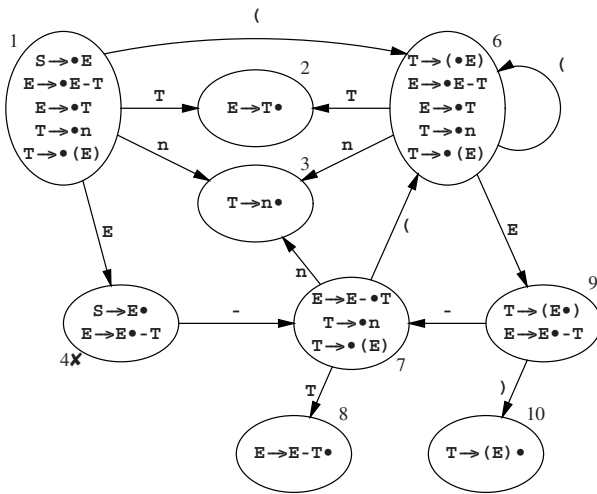 (
1
S→•E
E→•E-T
E→•T
T→•n
T→•(E)
T
n
E
2
E→T•
3
T→n•
6
T→(•E)
E→•E-T
E→•T
T→•n
T→•(E)
(
T
n
E
S→E•
E→E•-T
4✘
-
n
(
E→E-•T
T→•n
T→•(E)
7
-
9
T→(E•)
E→E•-T
T
)
8
E→E-T•
10
T→(E)•